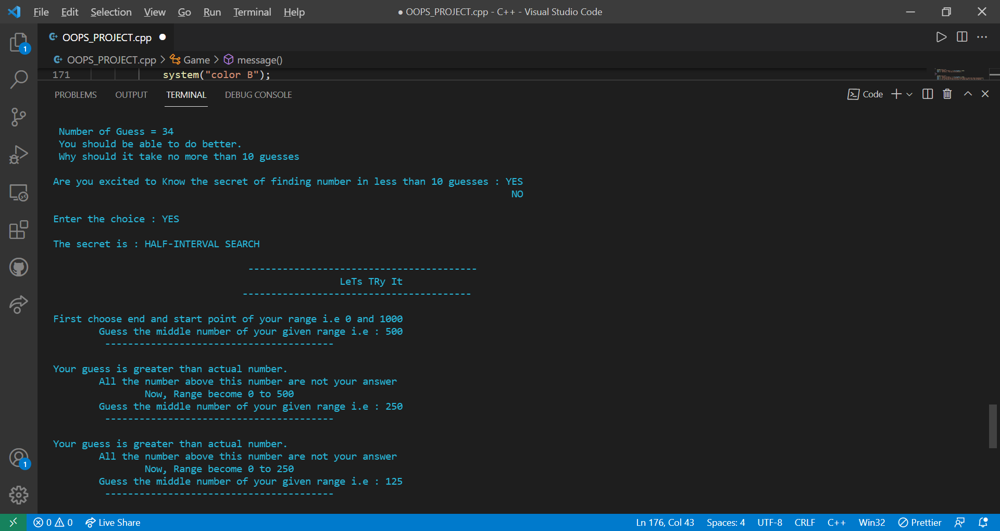 File Edit Selection View Go Run Terminal Help ● OOPS_PROJECT.cpp - C++ - Visual Studio Code
OOPS_PROJECT.cpp ●
1
OOPS_PROJECT.cpp > Game > message()
171 system("color B");
PROBLEMS OUTPUT TERMINAL DEBUG CONSOLE Code
Number of Guess = 34
You should be able to do better.
Why should it take no more than 10 guesses
Are you excited to Know the secret of finding number in less than 10 guesses : YES
NO
Enter the choice : YES
The secret is : HALF-INTERVAL SEARCH
----------------------------------------
LeTs TRy It
----------------------------------------
First choose end and start point of your range i.e 0 and 1000
Guess the middle number of your given range i.e : 500
----------------------------------------
Your guess is greater than actual number.
All the number above this number are not your answer
Now, Range become 0 to 500
Guess the middle number of your given range i.e : 250
----------------------------------------
Your guess is greater than actual number.
All the number above this number are not your answer
Now, Range become 0 to 250
Guess the middle number of your given range i.e : 125
----------------------------------------
1
0 0 Live Share Ln 176, Col 43 Spaces: 4 UTF-8 CRLF C++ Win32 Prettier